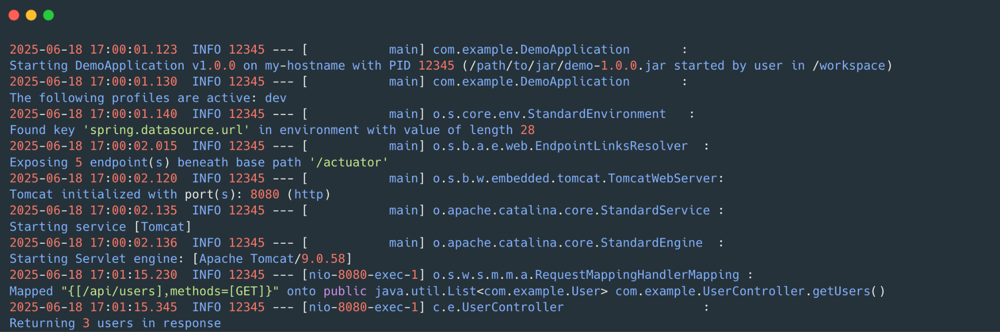 2025-06-18 17:00:01.123  INFO 12345 --- [           main] com.example.DemoApplication       :
Starting DemoApplication v1.0.0 on my-hostname with PID 12345 (/path/to/jar/demo-1.0.0.jar started by user in /workspace)
2025-06-18 17:00:01.130  INFO 12345 --- [           main] com.example.DemoApplication       :
The following profiles are active: dev
2025-06-18 17:00:01.140  INFO 12345 --- [           main] o.s.core.env.StandardEnvironment   :
Found key 'spring.datasource.url' in environment with value of length 28
2025-06-18 17:00:02.015  INFO 12345 --- [           main] o.s.b.a.e.web.EndpointLinksResolver  :
Exposing 5 endpoint(s) beneath base path '/actuator'
2025-06-18 17:00:02.120  INFO 12345 --- [           main] o.s.b.w.embedded.tomcat.TomcatWebServer:
Tomcat initialized with port(s): 8080 (http)
2025-06-18 17:00:02.135  INFO 12345 --- [           main] o.apache.catalina.core.StandardService :
Starting service [Tomcat]
2025-06-18 17:00:02.136  INFO 12345 --- [           main] o.apache.catalina.core.StandardEngine  :
Starting Servlet engine: [Apache Tomcat/9.0.58]
2025-06-18 17:01:15.230  INFO 12345 --- [nio-8080-exec-1] o.s.w.s.m.m.a.RequestMappingHandlerMapping :
Mapped "{[/api/users],methods=[GET]}" onto public java.util.List<com.example.User> com.example.UserController.getUsers()
2025-06-18 17:01:15.345  INFO 12345 --- [nio-8080-exec-1] c.e.UserController                   :
Returning 3 users in response